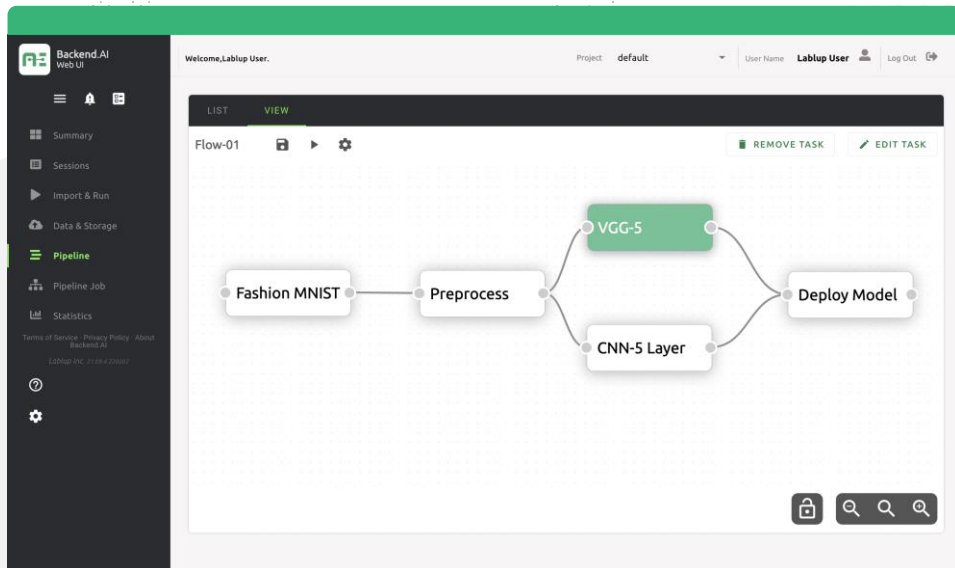 Backend.AI
Web UI
Welcome,Lablup User.
Project default
User Name Lablup User
Log Out
Summary
Sessions
Import & Run
Data & Storage
Pipeline
Pipeline Job
Statistics
Terms of Service · Privacy Policy · About
Backend.AI
Lablup Inc.
LIST VIEW
Flow-01
REMOVE TASK
EDIT TASK
VGG-5
Fashion MNIST
Preprocess
Deploy Model
CNN-5 Layer